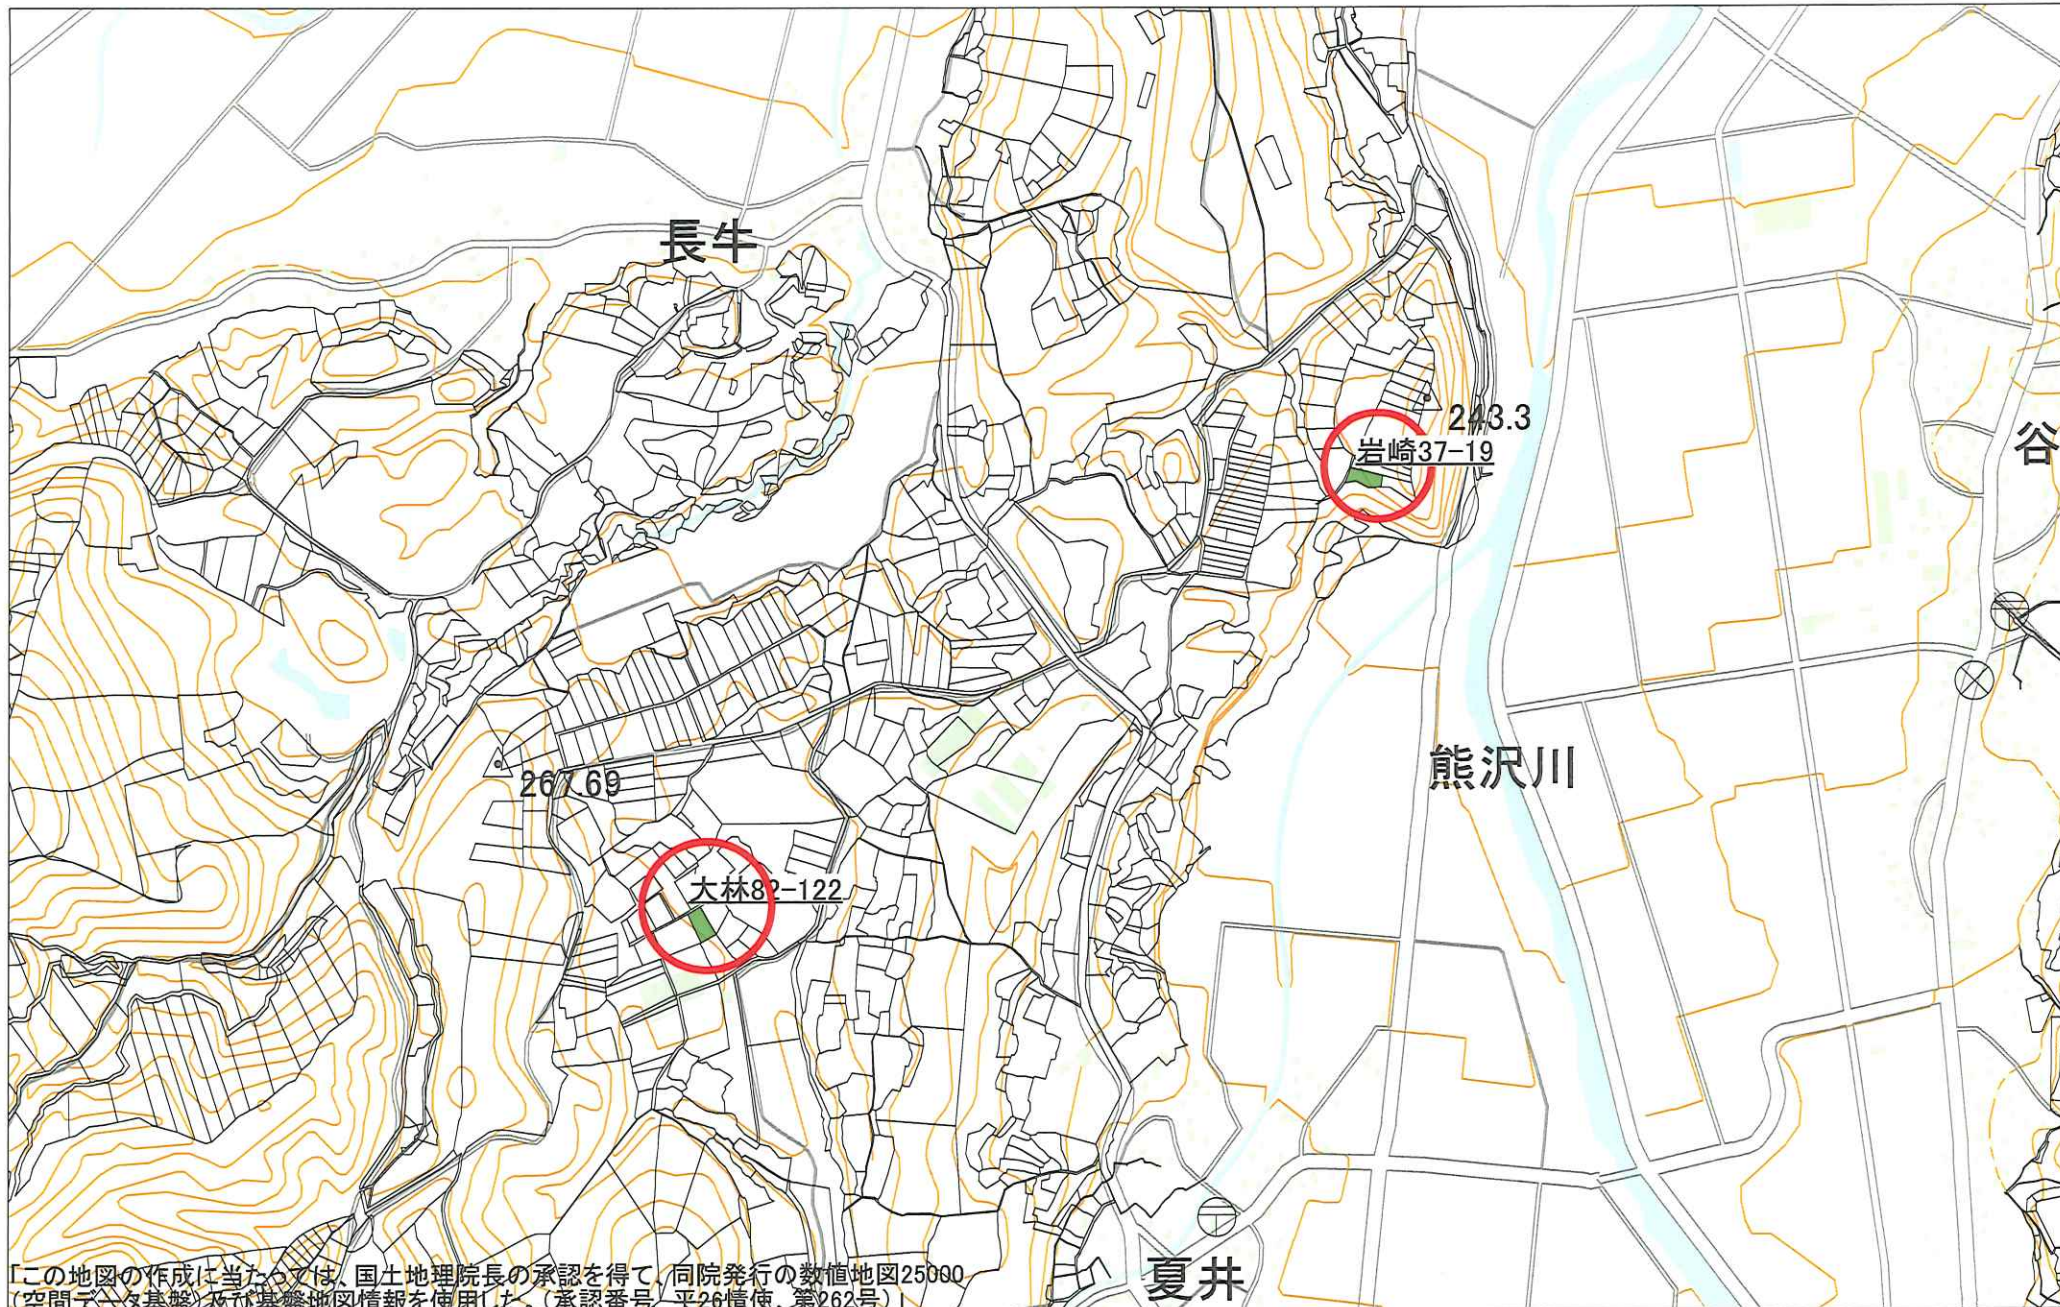 長牛
243.3
岩崎37-19
谷
熊沢川
267.69
大林82-122
夏井
「この地図の作成に当たっては、国土地理院長の承認を得て、同院発行の数値地図25000
(空間データ基盤)及び基盤地図情報を使用した。(承認番号 平26情使、第262号)」